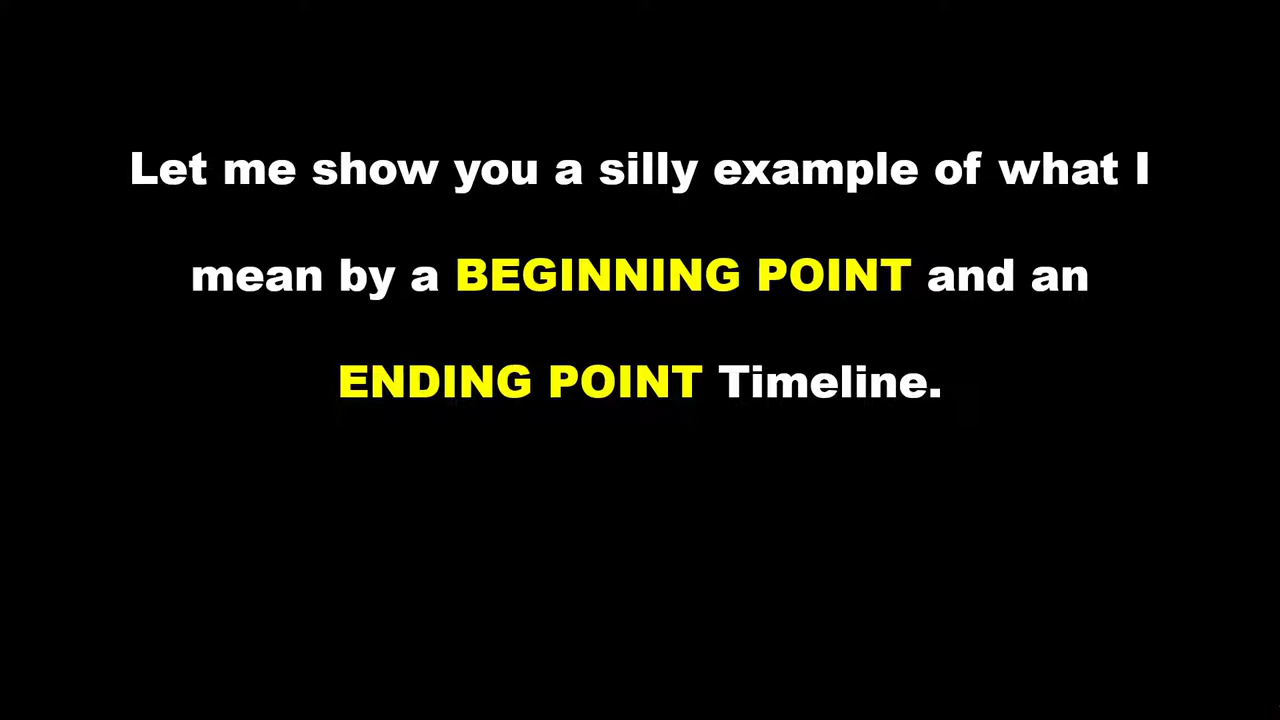 Let me show you a silly example of what I
mean by a BEGINNING POINT and an
ENDING POINT Timeline.